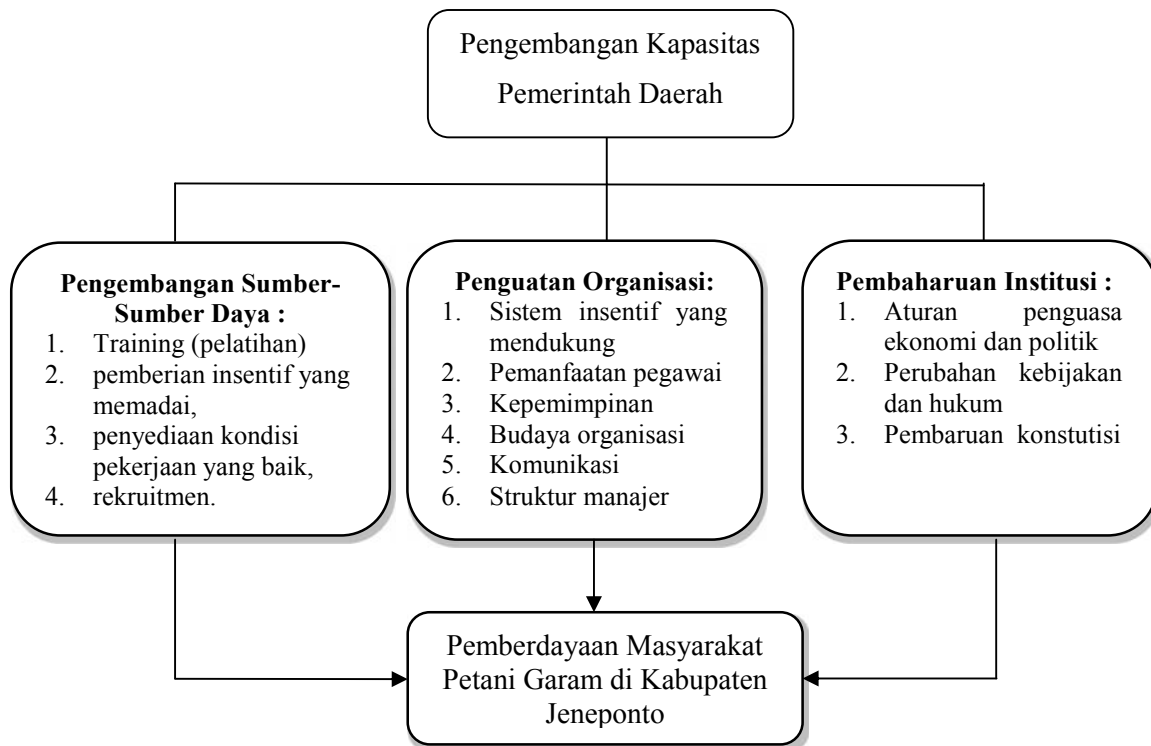 Pengembangan Kapasitas
Pemerintah Daerah
Pengembangan Sumber-
Sumber Daya :
1. Training (pelatihan)
2. pemberian insentif yang
memadai,
3. penyediaan kondisi
pekerjaan yang baik,
4. rekruitmen.
Penguatan Organisasi:
1. Sistem insentif yang
mendukung
2. Pemanfaatan pegawai
3. Kepemimpinan
4. Budaya organisasi
5. Komunikasi
6. Struktur manajer
Pembaharuan Institusi :
1. Aturan penguasa
ekonomi dan politik
2. Perubahan kebijakan
dan hukum
3. Pembaruan konstutisi
Pemberdayaan Masyarakat
Petani Garam di Kabupaten
Jeneponto